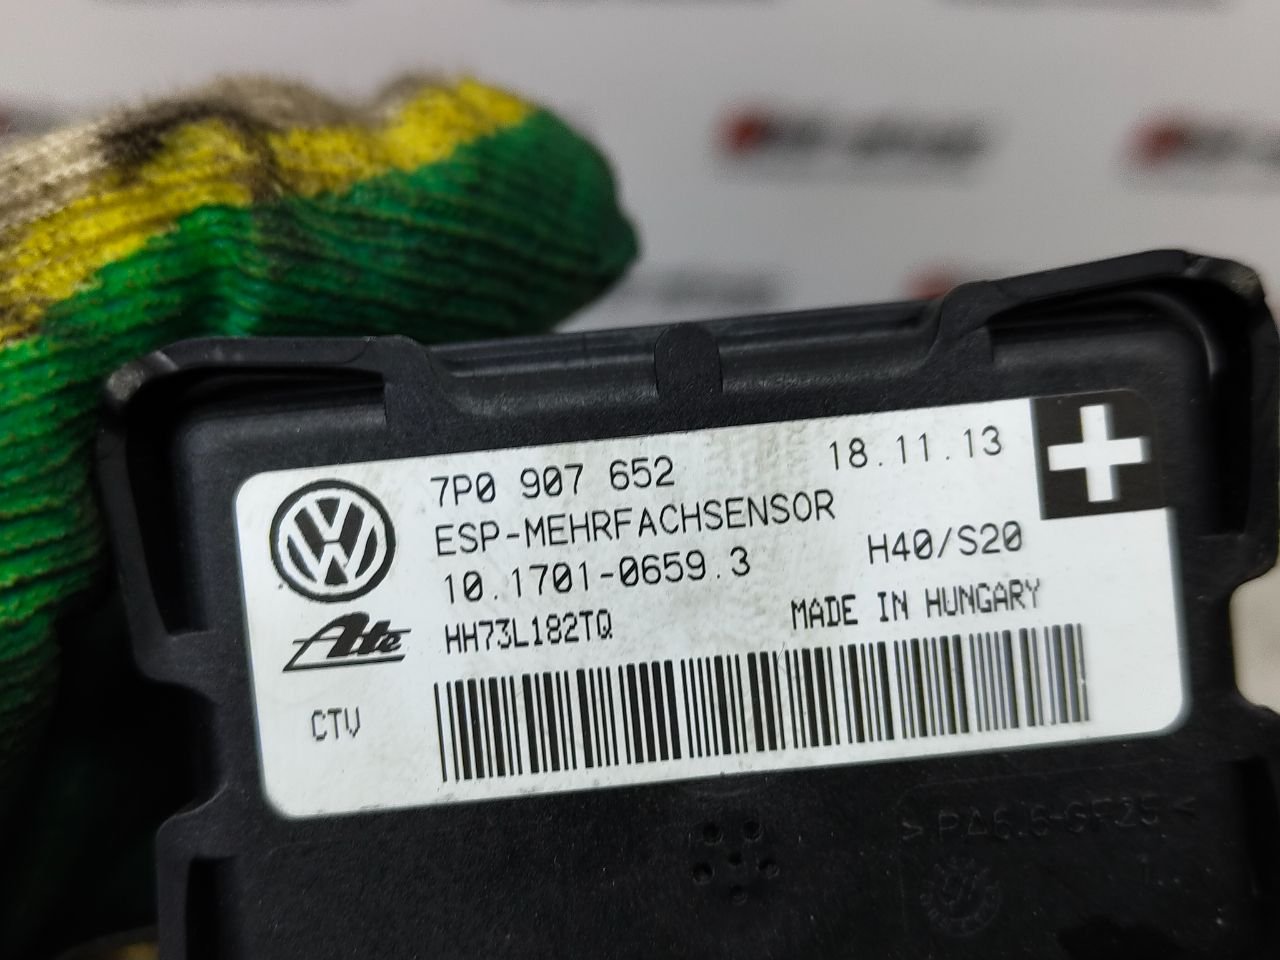 7P0 907 652 18.11.13
ESP-MEHRFACHSENSOR
10.1701-0659.3 H40/S20
Ate HH73L182TQ MADE IN HUNGARY
CTV